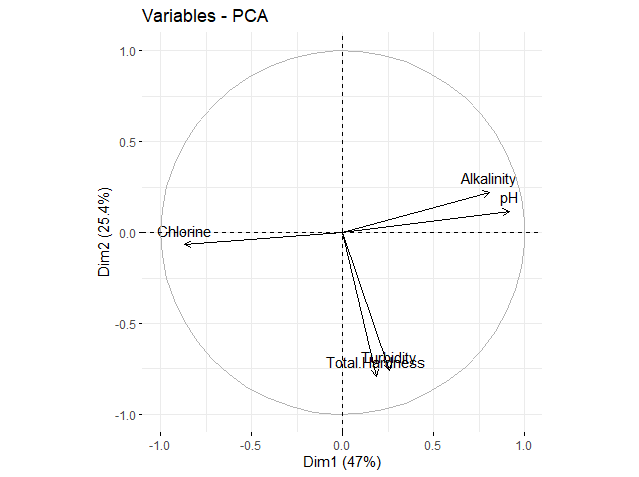 Variables - PCA
1.0
0.5
0.0
-0.5
-1.0
Dim2 (25.4%)
Alkalinity
pH
Chlorine
Turbidity
Total.Hardness
-1.0
-0.5
0.0
0.5
1.0
Dim1 (47%)